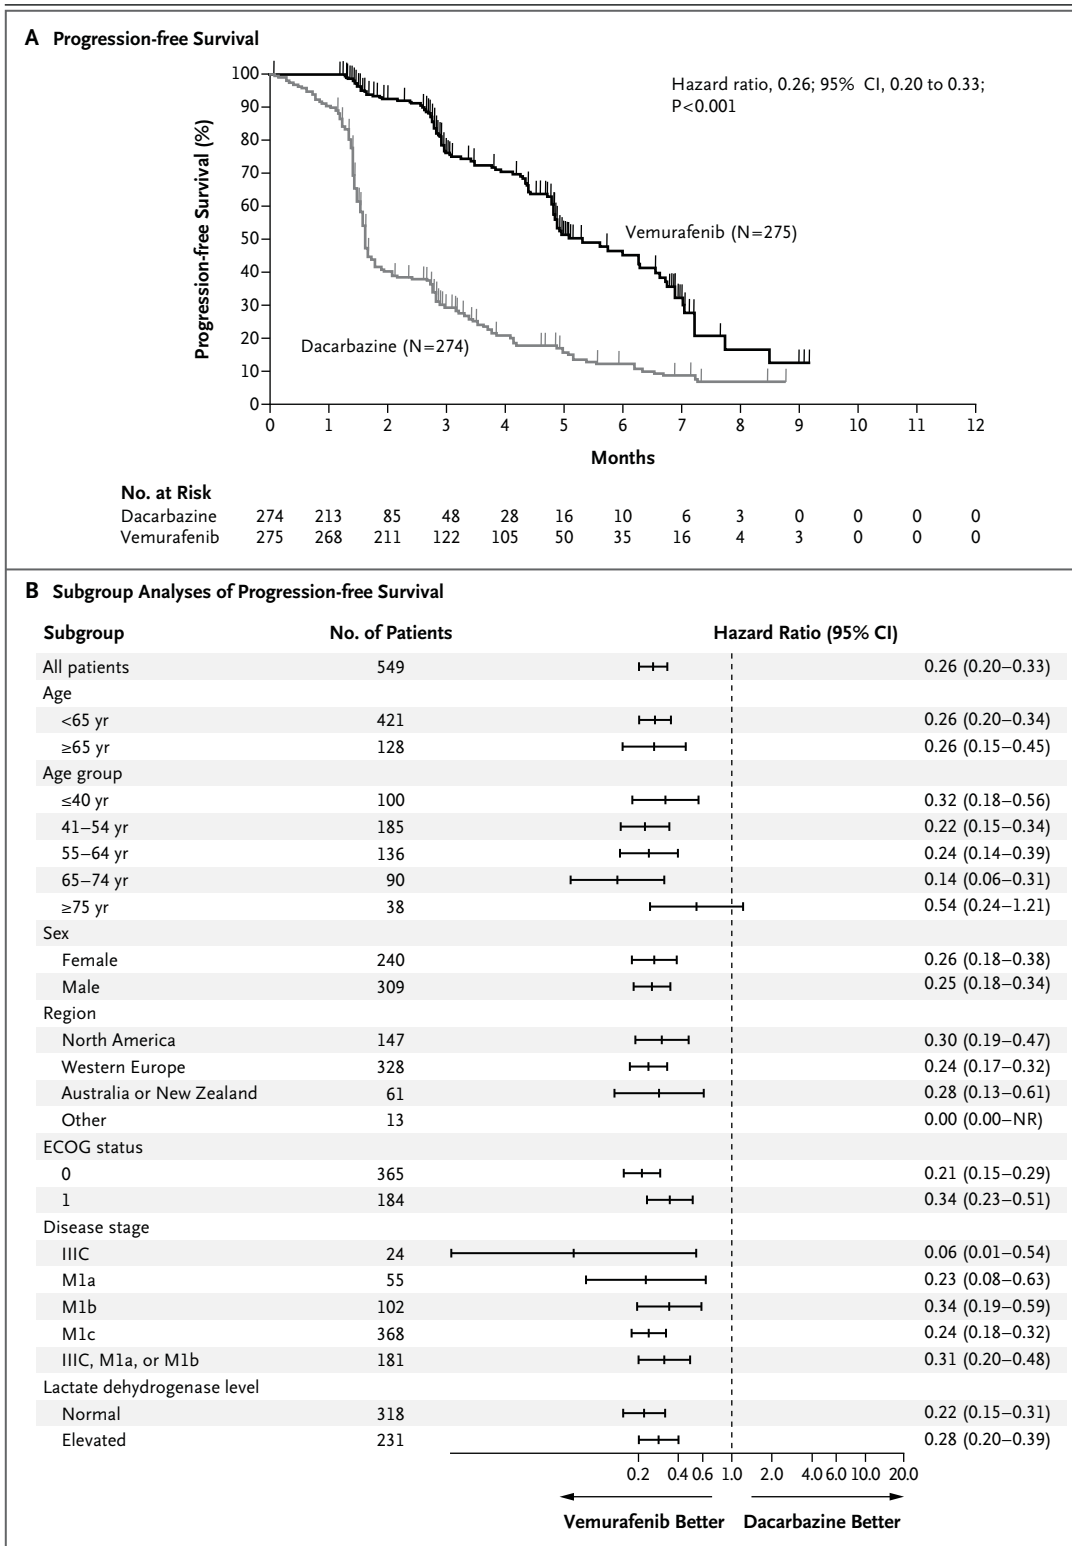 A Progression-free Survival
Hazard ratio, 0.26; 95% CI, 0.20 to 0.33;
P<0.001
Progression-free Survival (%)
100
90
80
70
60
50
40
30
20
10
0
Vemurafenib (N=275)
Dacarbazine (N=274)
0 1 2 3 4 5 6 7 8 9 10 11 12
Months
No. at Risk
Dacarbazine 274 213 85 48 28 16 10 6 3 0 0 0 0
Vemurafenib 275 268 211 122 105 50 35 16 4 3 0 0 0
B Subgroup Analyses of Progression-free Survival
Subgroup No. of Patients Hazard Ratio (95% CI)
All patients 549 0.26 (0.20–0.33)
Age
<65 yr 421 0.26 (0.20–0.34)
≥65 yr 128 0.26 (0.15–0.45)
Age group
≤40 yr 100 0.32 (0.18–0.56)
41–54 yr 185 0.22 (0.15–0.34)
55–64 yr 136 0.24 (0.14–0.39)
65–74 yr 90 0.14 (0.06–0.31)
≥75 yr 38 0.54 (0.24–1.21)
Sex
Female 240 0.26 (0.18–0.38)
Male 309 0.25 (0.18–0.34)
Region
North America 147 0.30 (0.19–0.47)
Western Europe 328 0.24 (0.17–0.32)
Australia or New Zealand 61 0.28 (0.13–0.61)
Other 13 0.00 (0.00–NR)
ECOG status
0 365 0.21 (0.15–0.29)
1 184 0.34 (0.23–0.51)
Disease stage
IIIC 24 0.06 (0.01–0.54)
M1a 55 0.23 (0.08–0.63)
M1b 102 0.34 (0.19–0.59)
M1c 368 0.24 (0.18–0.32)
IIIC, M1a, or M1b 181 0.31 (0.20–0.48)
Lactate dehydrogenase level
Normal 318 0.22 (0.15–0.31)
Elevated 231 0.28 (0.20–0.39)
0.2 0.4 0.6 1.0 2.0 4.0 6.0 10.0 20.0
Vemurafenib Better Dacarbazine Better